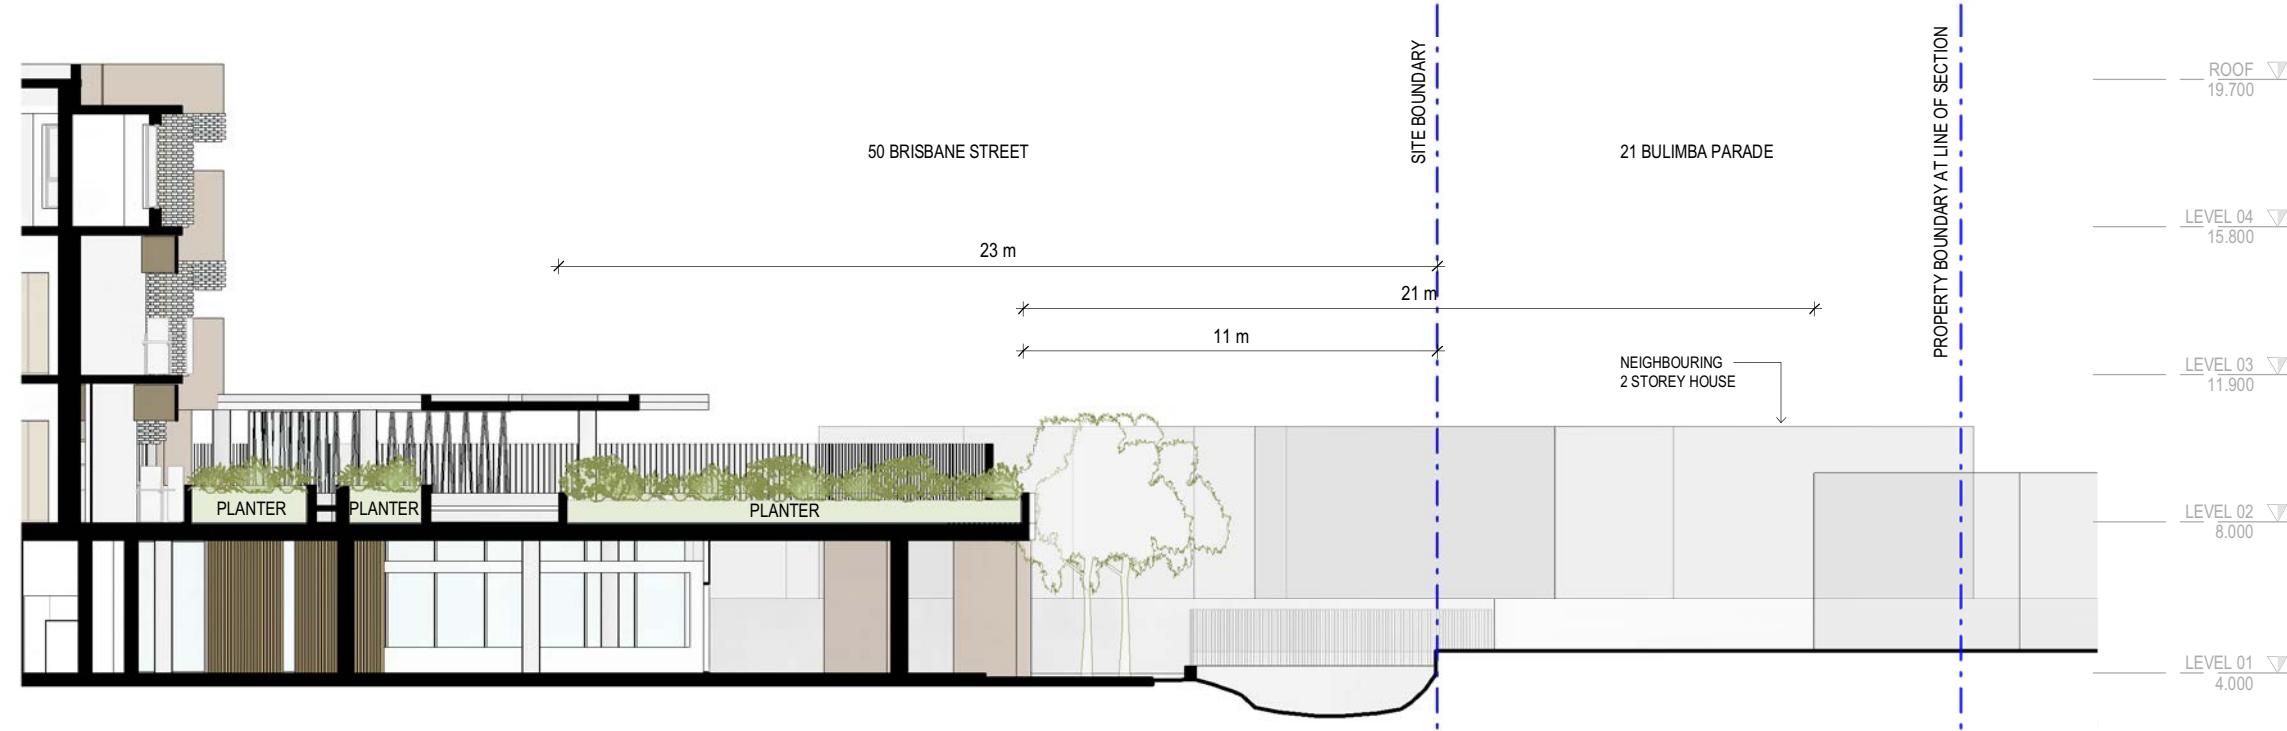 SITE BOUNDARY
PROPERTY BOUNDARY AT LINE OF SECTION
ROOF
19.700
50 BRISBANE STREET
21 BULIMBA PARADE
LEVEL 04
15.800
23 m
21 m
11 m
NEIGHBOURING
2 STOREY HOUSE
LEVEL 03
11.900
PLANTER
PLANTER
PLANTER
LEVEL 02
8.000
LEVEL 01
4.000